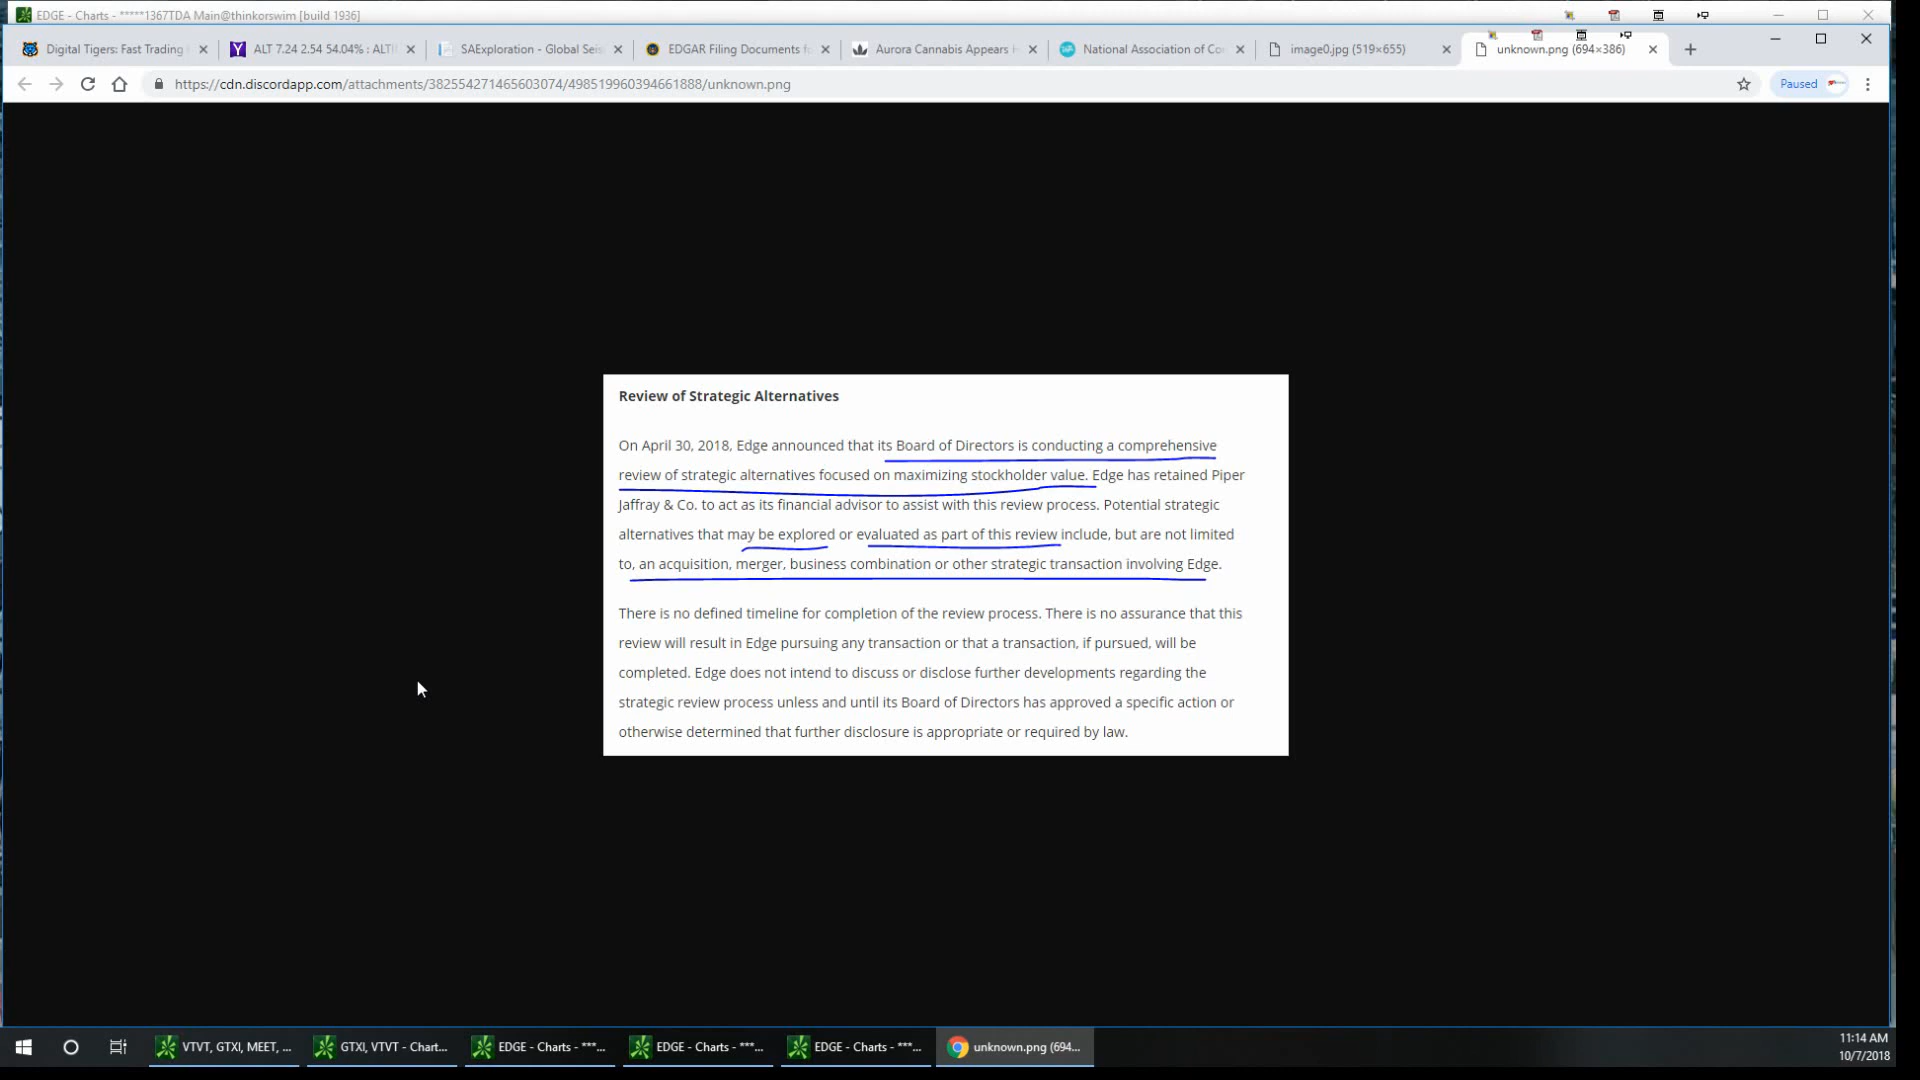 EDGE - Charts - *****1367TDA Main@thinkorswim [build 1936]
Digital Tigers: Fast Trading
ALT 7.24 2.54 54.04% : ALTI
SAExploration - Global Seis
EDGAR Filing Documents fo
Aurora Cannabis Appears H
National Association of Cor
image0.jpg (519×655)
unknown.png (694×386)
https://cdn.discordapp.com/attachments/382554271465603074/498519960394661888/unknown.png
Paused
Review of Strategic Alternatives
On April 30, 2018, Edge announced that its Board of Directors is conducting a comprehensive
review of strategic alternatives focused on maximizing stockholder value. Edge has retained Piper
Jaffray & Co. to act as its financial advisor to assist with this review process. Potential strategic
alternatives that may be explored or evaluated as part of this review include, but are not limited
to, an acquisition, merger, business combination or other strategic transaction involving Edge.
There is no defined timeline for completion of the review process. There is no assurance that this
review will result in Edge pursuing any transaction or that a transaction, if pursued, will be
completed. Edge does not intend to discuss or disclose further developments regarding the
strategic review process unless and until its Board of Directors has approved a specific action or
otherwise determined that further disclosure is appropriate or required by law.
VTVT, GTXI, MEET, ...
GTXI, VTVT - Chart...
EDGE - Charts - ***...
EDGE - Charts - ***...
EDGE - Charts - ***...
unknown.png (694...
11:14 AM
10/7/2018